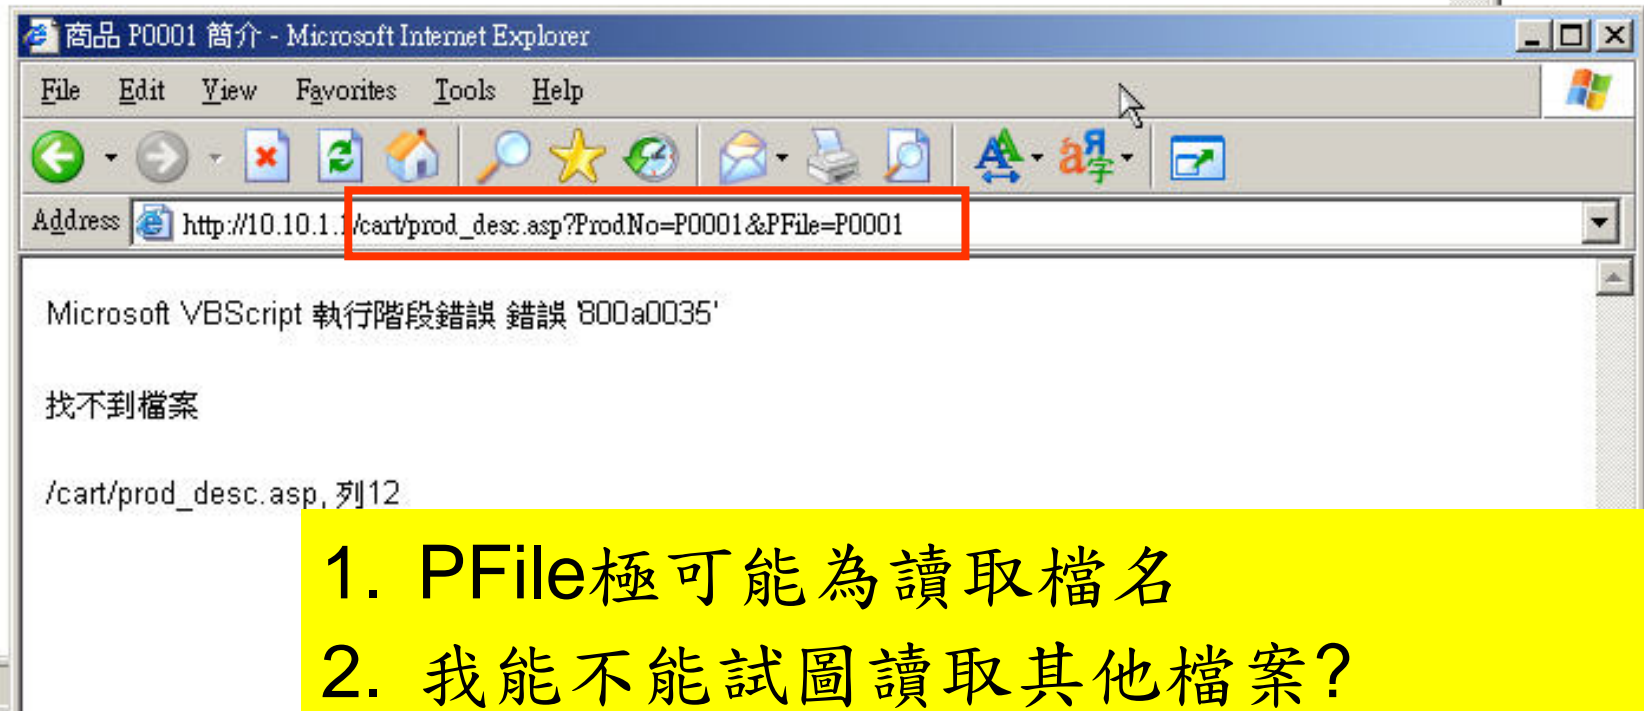 商品 P0001 簡介 - Microsoft Internet Explorer
File Edit View Favorites Tools Help
Address http://10.10.1.1/cart/prod_desc.asp?ProdNo=P0001&PFile=P0001
Microsoft VBScript 執行階段錯誤 錯誤 '800a0035'
找不到檔案
/cart/prod_desc.asp, 列12
1. PFile極可能為讀取檔名
2. 我能不能試圖讀取其他檔案?